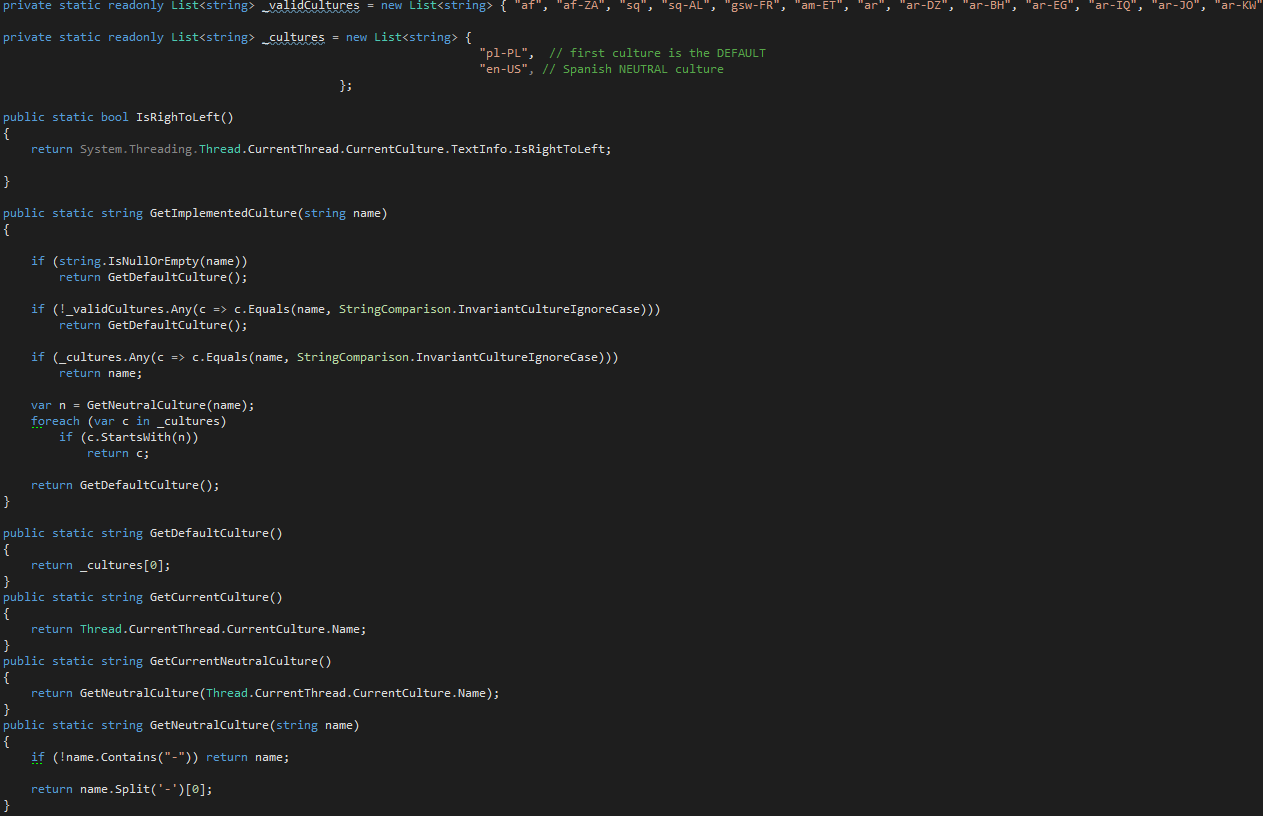 private static readonly List<string> _validCultures = new List<string> { "af", "af-ZA", "sq", "sq-AL", "gsw-FR", "am-ET", "ar", "ar-DZ", "ar-BH", "ar-EG", "ar-IQ", "ar-JO", "ar-KW"
private static readonly List<string> _cultures = new List<string> {
"pl-PL", // first culture is the DEFAULT
"en-US", // Spanish NEUTRAL culture
};
public static bool IsRighToLeft()
{
return System.Threading.Thread.CurrentThread.CurrentCulture.TextInfo.IsRightToLeft;
}
public static string GetImplementedCulture(string name)
{
if (string.IsNullOrEmpty(name))
return GetDefaultCulture();
if (!_validCultures.Any(c => c.Equals(name, StringComparison.InvariantCultureIgnoreCase)))
return GetDefaultCulture();
if (_cultures.Any(c => c.Equals(name, StringComparison.InvariantCultureIgnoreCase)))
return name;
var n = GetNeutralCulture(name);
foreach (var c in _cultures)
if (c.StartsWith(n))
return c;
return GetDefaultCulture();
}
public static string GetDefaultCulture()
{
return _cultures[0];
}
public static string GetCurrentCulture()
{
return Thread.CurrentThread.CurrentCulture.Name;
}
public static string GetCurrentNeutralCulture()
{
return GetNeutralCulture(Thread.CurrentThread.CurrentCulture.Name);
}
public static string GetNeutralCulture(string name)
{
if (!name.Contains("-")) return name;
return name.Split('-')[0];
}